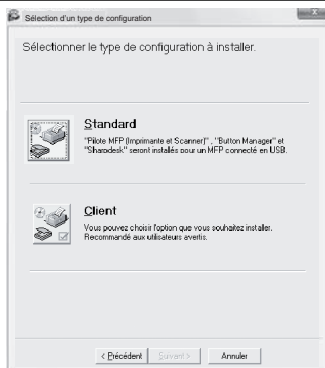 Sélection d'un type de configuration
Sélectionner le type de configuration à installer.
Standard
"Pilote MFP (Imprimante et Scanner)", "Button Manager" et
"Sharpdesk" seront installés pour un MFP connecté en USB.
Client
Vous pouvez choisir l'option que vous souhaitez installer.
Recommandé aux utilisateurs avertis.
< Précédent
Suivant >
Annuler